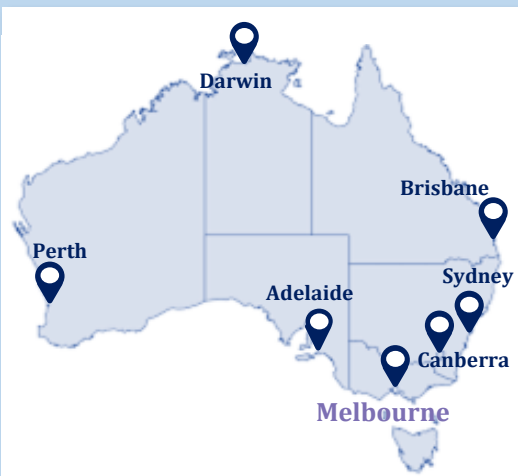 Darwin
Brisbane
Perth
Sydney
Adelaide
Canberra
Melbourne